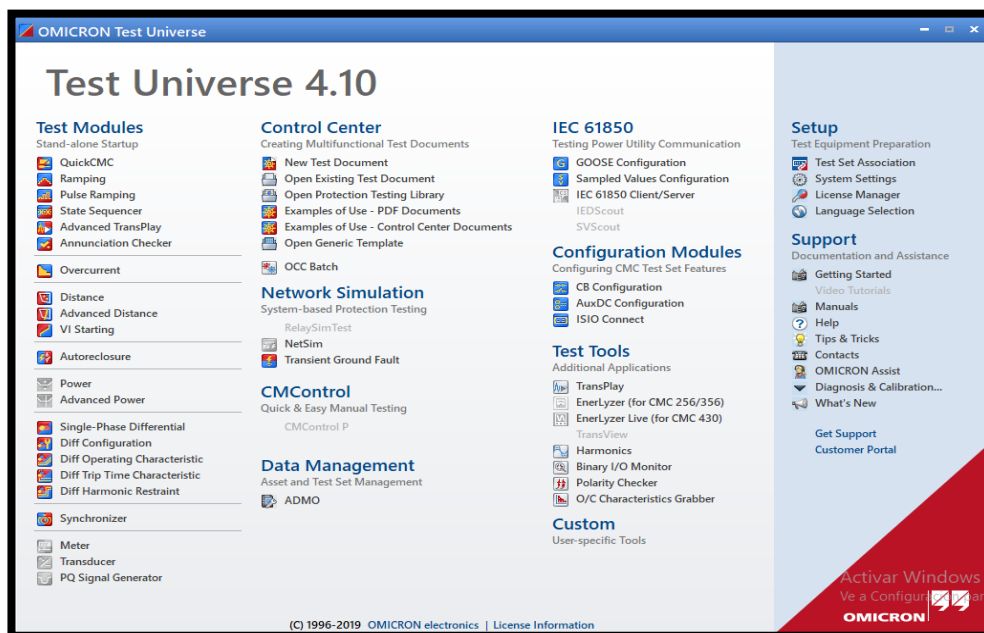 OMICRON Test Universe
Test Universe 4.10
Test Modules
Stand-alone Startup
QuickCMC
Ramping
Pulse Ramping
State Sequencer
Advanced TransPlay
Annunciation Checker
Overcurrent
Distance
Advanced Distance
VI Starting
Autoreclosure
Power
Advanced Power
Single-Phase Differential
Diff Configuration
Diff Operating Characteristic
Diff Trip Time Characteristic
Diff Harmonic Restraint
Synchronizer
Meter
Transducer
PQ Signal Generator
Control Center
Creating Multifunctional Test Documents
New Test Document
Open Existing Test Document
Open Protection Testing Library
Examples of Use - PDF Documents
Examples of Use - Control Center Documents
Open Generic Template
OCC Batch
Network Simulation
System-based Protection Testing
RelaySimTest
NetSim
Transient Ground Fault
CMControl
Quick & Easy Manual Testing
CMControl P
Data Management
Asset and Test Set Management
ADMO
IEC 61850
Testing Power Utility Communication
GOOSE Configuration
Sampled Values Configuration
IEC 61850 Client/Server
IEDScout
SVScout
Configuration Modules
Configuring CMC Test Set Features
CB Configuration
AuxDC Configuration
ISIO Connect
Test Tools
Additional Applications
TransPlay
EnerLyzer (for CMC 256/356)
EnerLyzer Live (for CMC 430)
TransView
Harmonics
Binary I/O Monitor
Polarity Checker
O/C Characteristics Grabber
Custom
User-specific Tools
Setup
Test Equipment Preparation
Test Set Association
System Settings
License Manager
Language Selection
Support
Documentation and Assistance
Getting Started
Video Tutorials
Manuals
Help
Tips & Tricks
Contacts
OMICRON Assist
Diagnosis & Calibration...
What's New
Get Support
Customer Portal
Activar Windows
Ve a Configuración par
OMICRON
(C) 1996-2019 OMICRON electronics | License Information